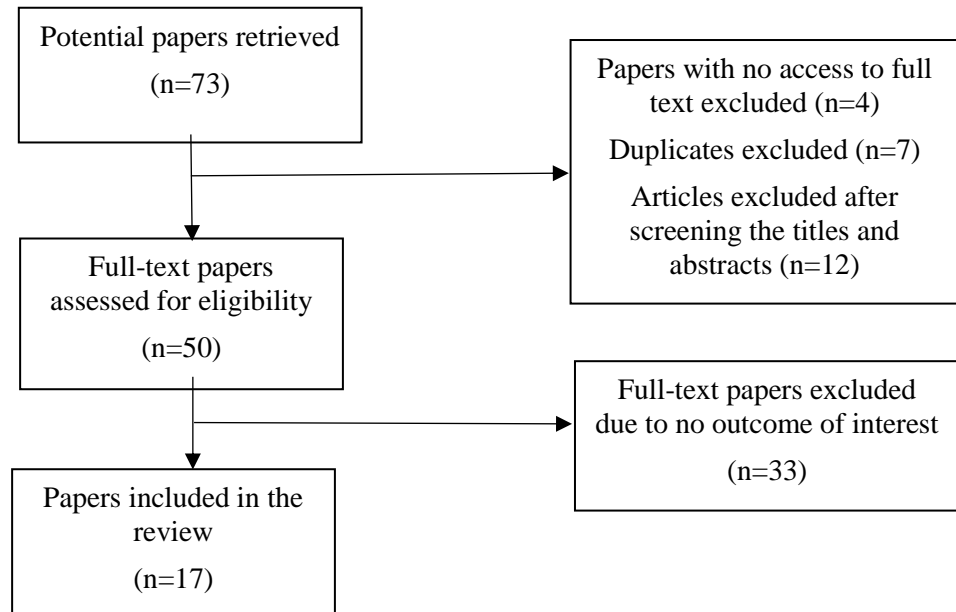 Potential papers retrieved
(n=73)
Papers with no access to full
text excluded (n=4)
Duplicates excluded (n=7)
Articles excluded after
screening the titles and
abstracts (n=12)
Full-text papers
assessed for eligibility
(n=50)
Full-text papers excluded
due to no outcome of interest
(n=33)
Papers included in the
review
(n=17)